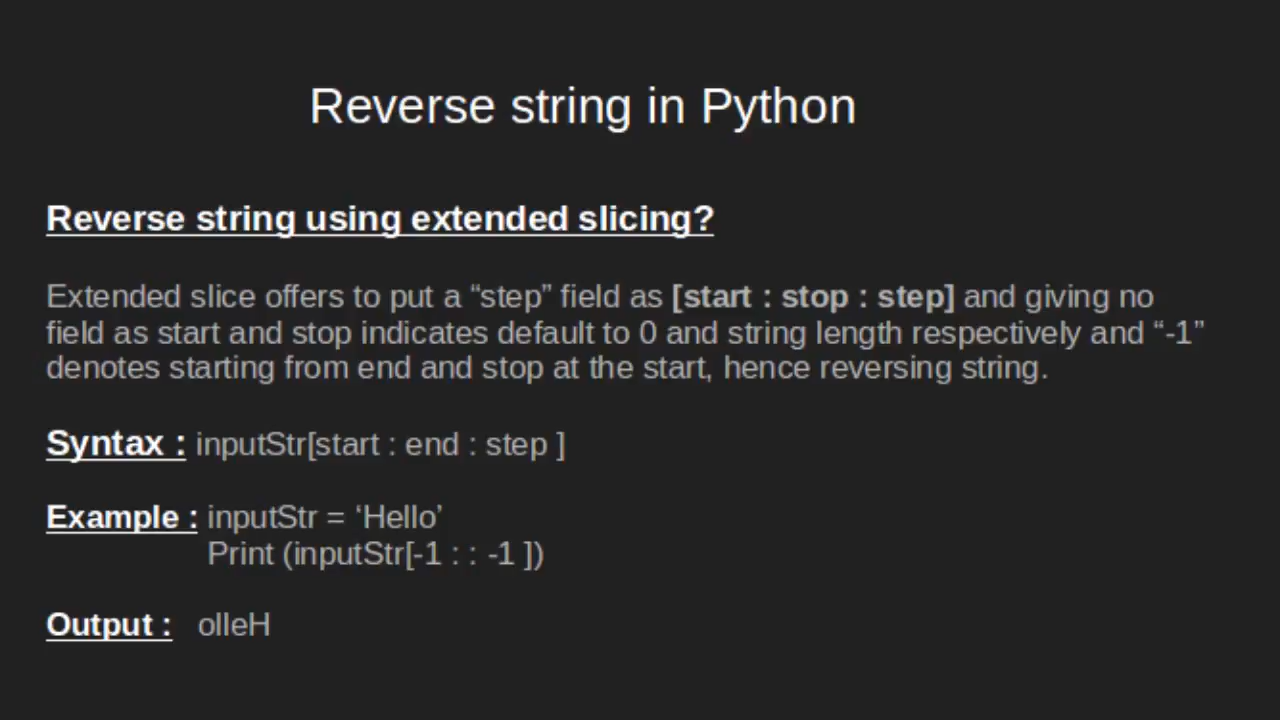 Reverse string in Python
Reverse string using extended slicing?
Extended slice offers to put a “step” field as [start : stop : step] and giving no
field as start and stop indicates default to 0 and string length respectively and “-1”
denotes starting from end and stop at the start, hence reversing string.
Syntax : inputStr[start : end : step ]
Example : inputStr = ‘Hello’
Print (inputStr[-1 : : -1 ])
Output : olleH